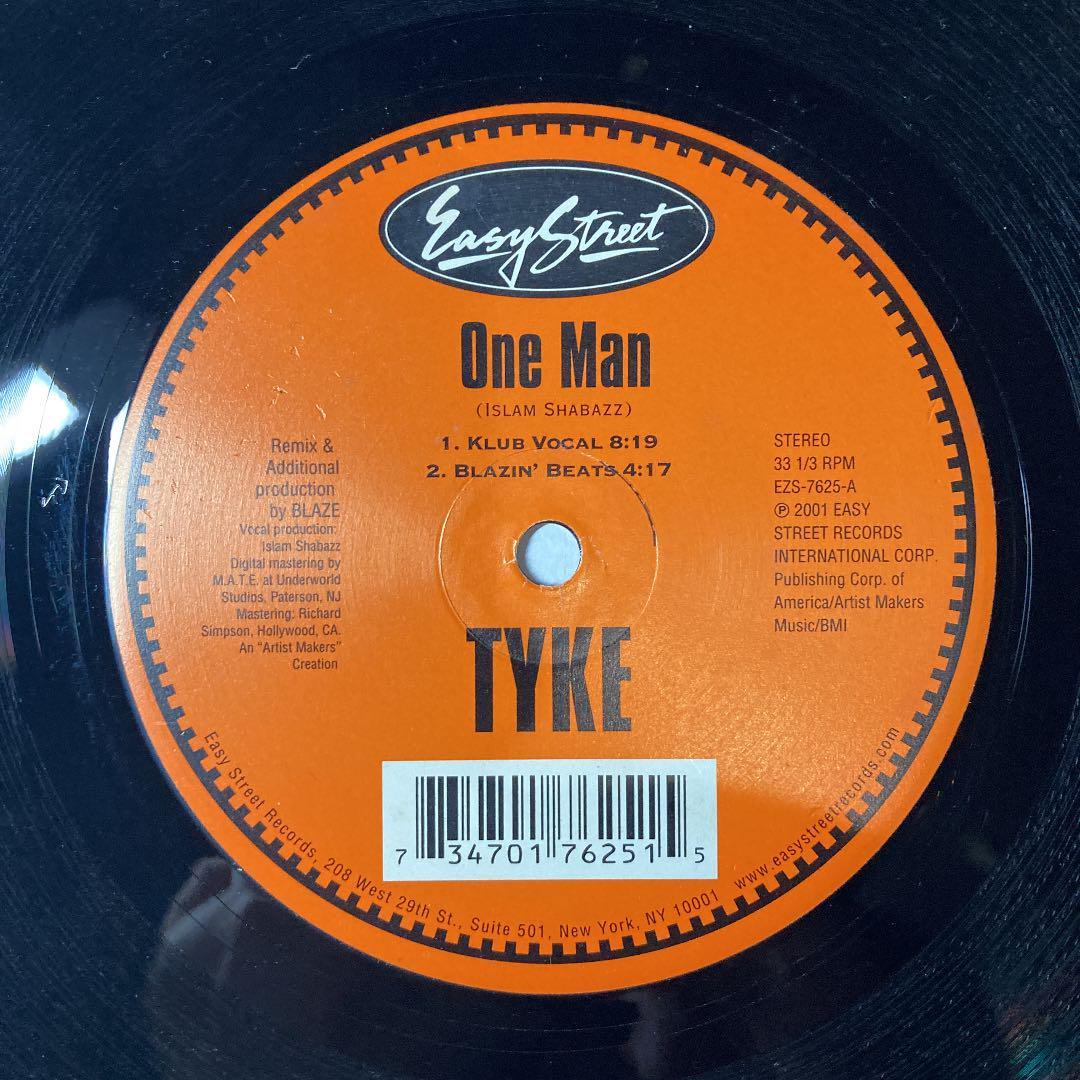 Easy Street
One Man
(ISLAM SHABAZZ)
1. KLUB VOCAL 8:19
2. BLAZIN' BEATS 4:17
Remix &
Additional
production
by BLAZE
Vocal production:
Islam Shabazz
Digital mastering by
M.A.T.E. at Underworld
Studios, Paterson, NJ
Mastering: Richard
Simpson, Hollywood, CA.
An "Artist Makers"
Creation
STEREO
33 1/3 RPM
EZS-7625-A
℗ 2001 EASY
STREET RECORDS
INTERNATIONAL CORP.
Publishing Corp. of
America/Artist Makers
Music/BMI
TYKE
7 34701 76251 5
Easy Street Records, 208 West 29th St., Suite 501, New York, NY 10001 www.easystreetrecords.com